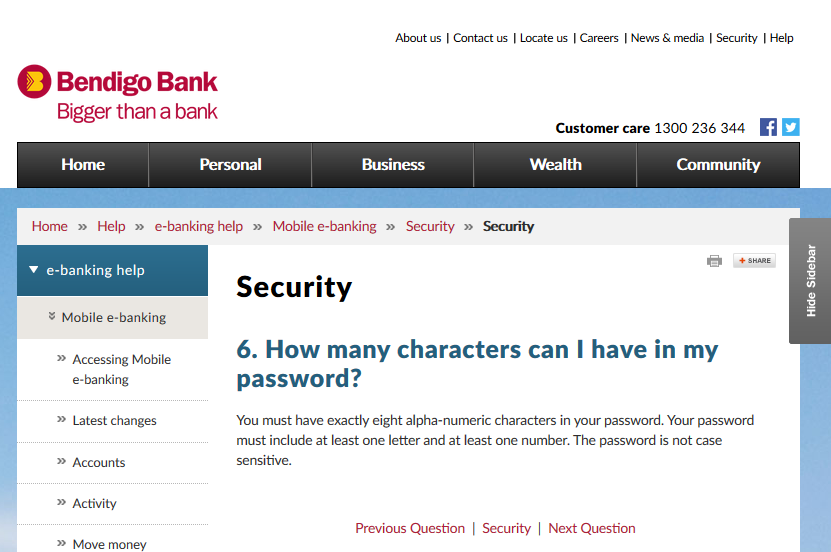 About us | Contact us | Locate us | Careers | News & media | Security | Help
Bendigo Bank
Bigger than a bank
Customer care 1300 236 344
Home Personal Business Wealth Community
Home » Help » e-banking help » Mobile e-banking » Security » Security
Hide Sidebar
e-banking help
Mobile e-banking
Accessing Mobile
e-banking
Latest changes
Accounts
Activity
Move money
SHARE
Security
6. How many characters can I have in my
password?
You must have exactly eight alpha-numeric characters in your password. Your password
must include at least one letter and at least one number. The password is not case
sensitive.
Previous Question | Security | Next Question